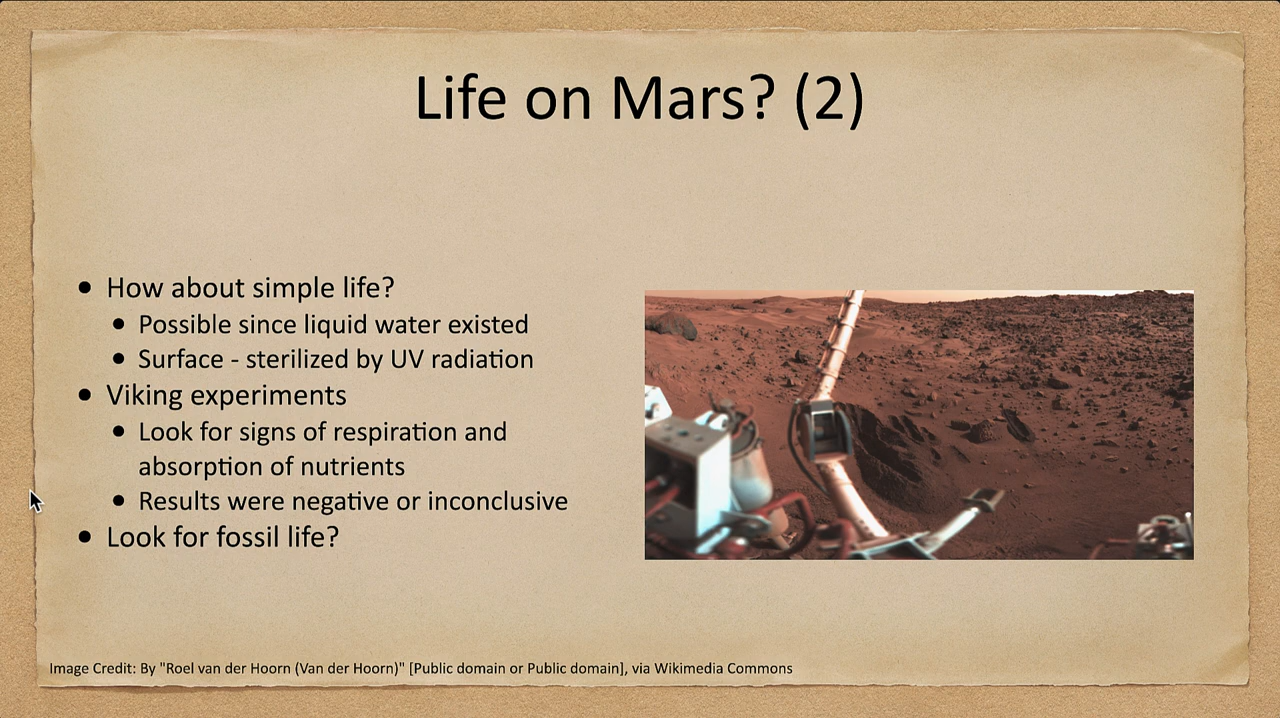 Life on Mars? (2)
• How about simple life?
• Possible since liquid water existed
• Surface - sterilized by UV radiation
• Viking experiments
• Look for signs of respiration and
absorption of nutrients
• Results were negative or inconclusive
• Look for fossil life?
Image Credit: By "Roel van der Hoorn (Van der Hoorn)" [Public domain or Public domain], via Wikimedia Commons